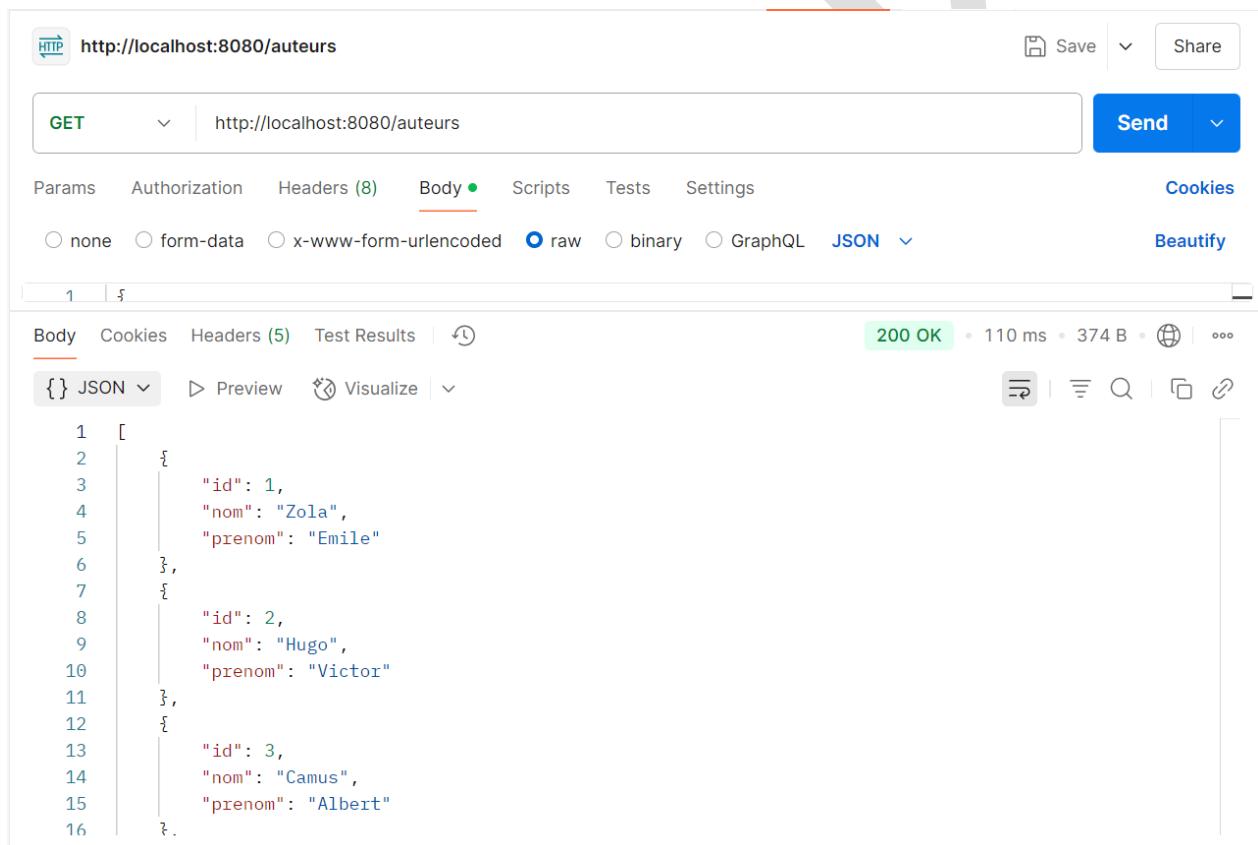 HTTP http://localhost:8080/auteurs Save Share
GET http://localhost:8080/auteurs Send
Params Authorization Headers (8) Body Scripts Tests Settings Cookies
none form-data x-www-form-urlencoded raw binary GraphQL JSON Beautify
1 {
Body Cookies Headers (5) Test Results 200 OK • 110 ms • 374 B •
{} JSON Preview Visualize
1 [
2 {
3 "id": 1,
4 "nom": "Zola",
5 "prenom": "Emile"
6 },
7 {
8 "id": 2,
9 "nom": "Hugo",
10 "prenom": "Victor"
11 },
12 {
13 "id": 3,
14 "nom": "Camus",
15 "prenom": "Albert"
16 },